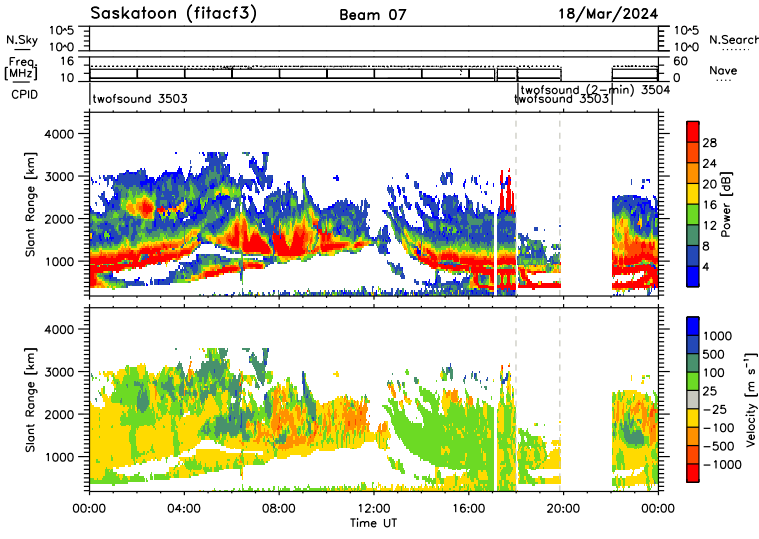 Saskatoon (fitacf3) Beam 07 18/Mar/2024
N.Sky 10^5 10^5 N.Search
10^0 10^0
Freq. 16 60
[MHz] 10 0 Nave
CPID twofsound (2-min) 3504
twofsound 3503 twofsound 3503
Slant Range [km]
4000
3000
2000
1000
Power [dB]
28
24
20
16
12
8
4
Slant Range [km]
4000
3000
2000
1000
Velocity [m s⁻¹]
1000
500
100
25
-25
-100
-500
-1000
00:00 04:00 08:00 12:00 16:00 20:00 00:00
Time UT